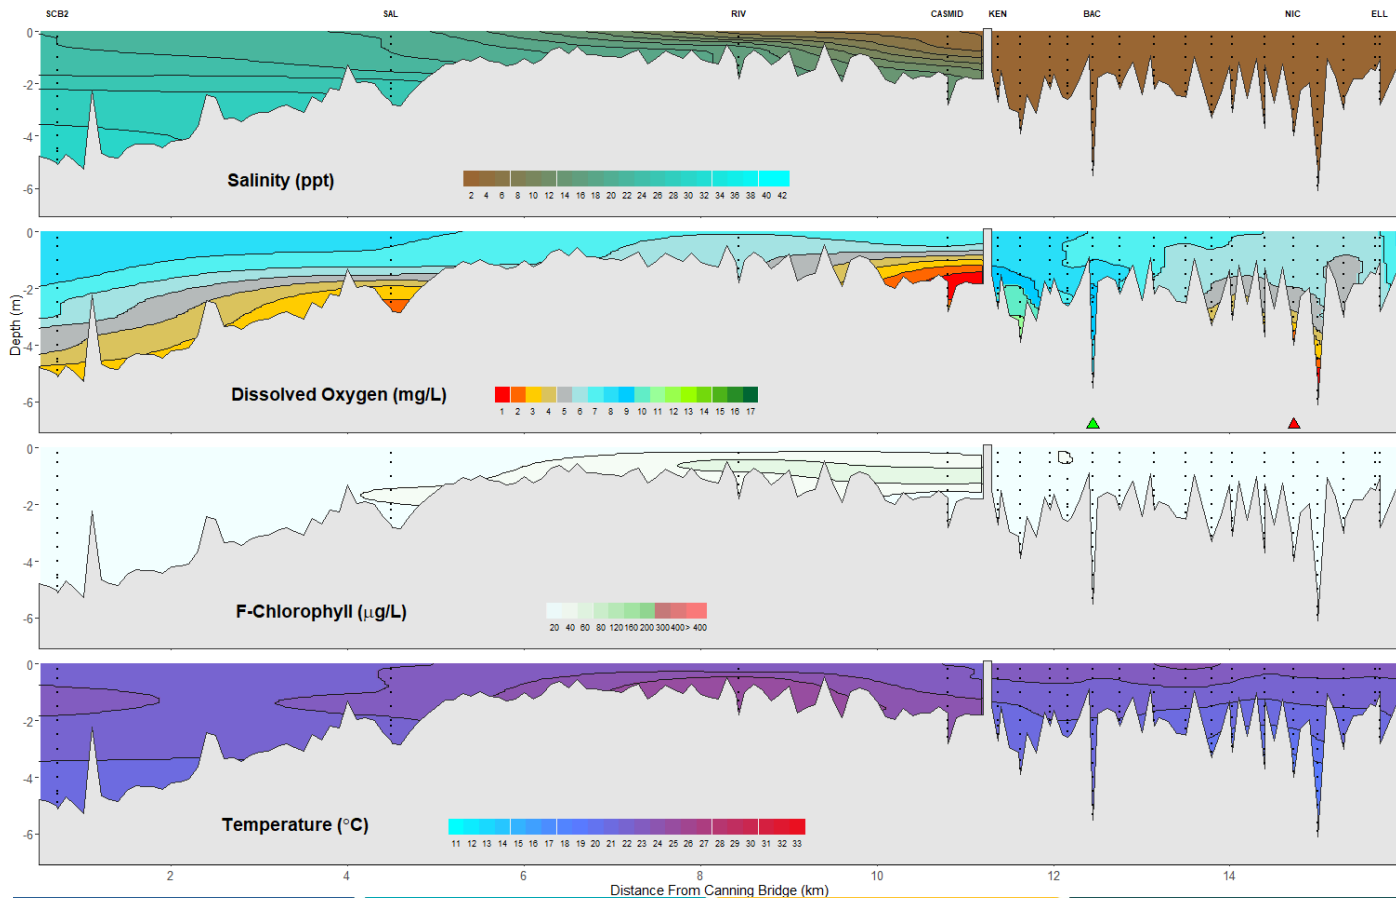 SCB2 SAL RIV CASMID KEN BAC NIC ELL
0
-2
-4
-6
Salinity (ppt)
2 4 6 8 10 12 14 16 18 20 22 24 26 28 30 32 34 36 38 40 42
0
-2
-4
-6
Depth (m)
Dissolved Oxygen (mg/L)
1 2 3 4 5 6 7 8 9 10 11 12 13 14 15 16 17
0
-2
-4
-6
F-Chlorophyll (μg/L)
20 40 60 80 120 160 200 300 400 > 400
0
-2
-4
-6
Temperature (°C)
11 12 13 14 15 16 17 18 19 20 21 22 23 24 25 26 27 28 29 30 31 32 33
2 4 6 8 10 12 14
Distance From Canning Bridge (km)